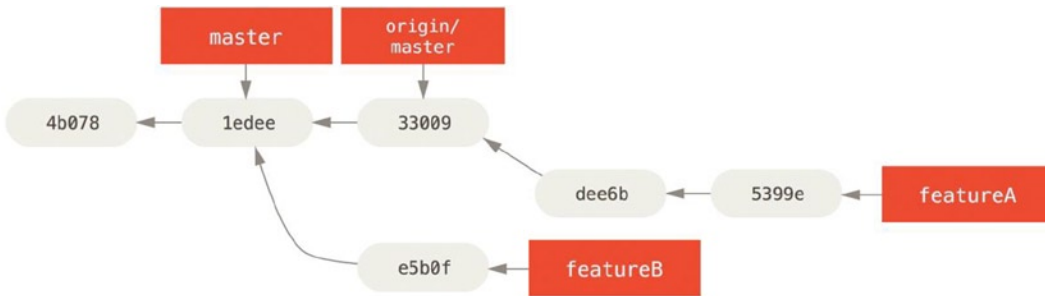 master
origin/
master
4b078
1edee
33009
dee6b
5399e
featureA
e5b0f
featureB